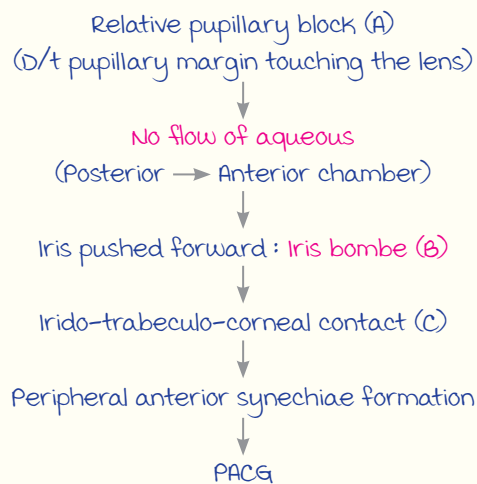 Relative pupillary block (A)
(D/t pupillary margin touching the lens)
No flow of aqueous
(Posterior → Anterior chamber)
Iris pushed forward : Iris bombe (B)
Irido-trabeculo-corneal contact (C)
Peripheral anterior synechiae formation
PACG